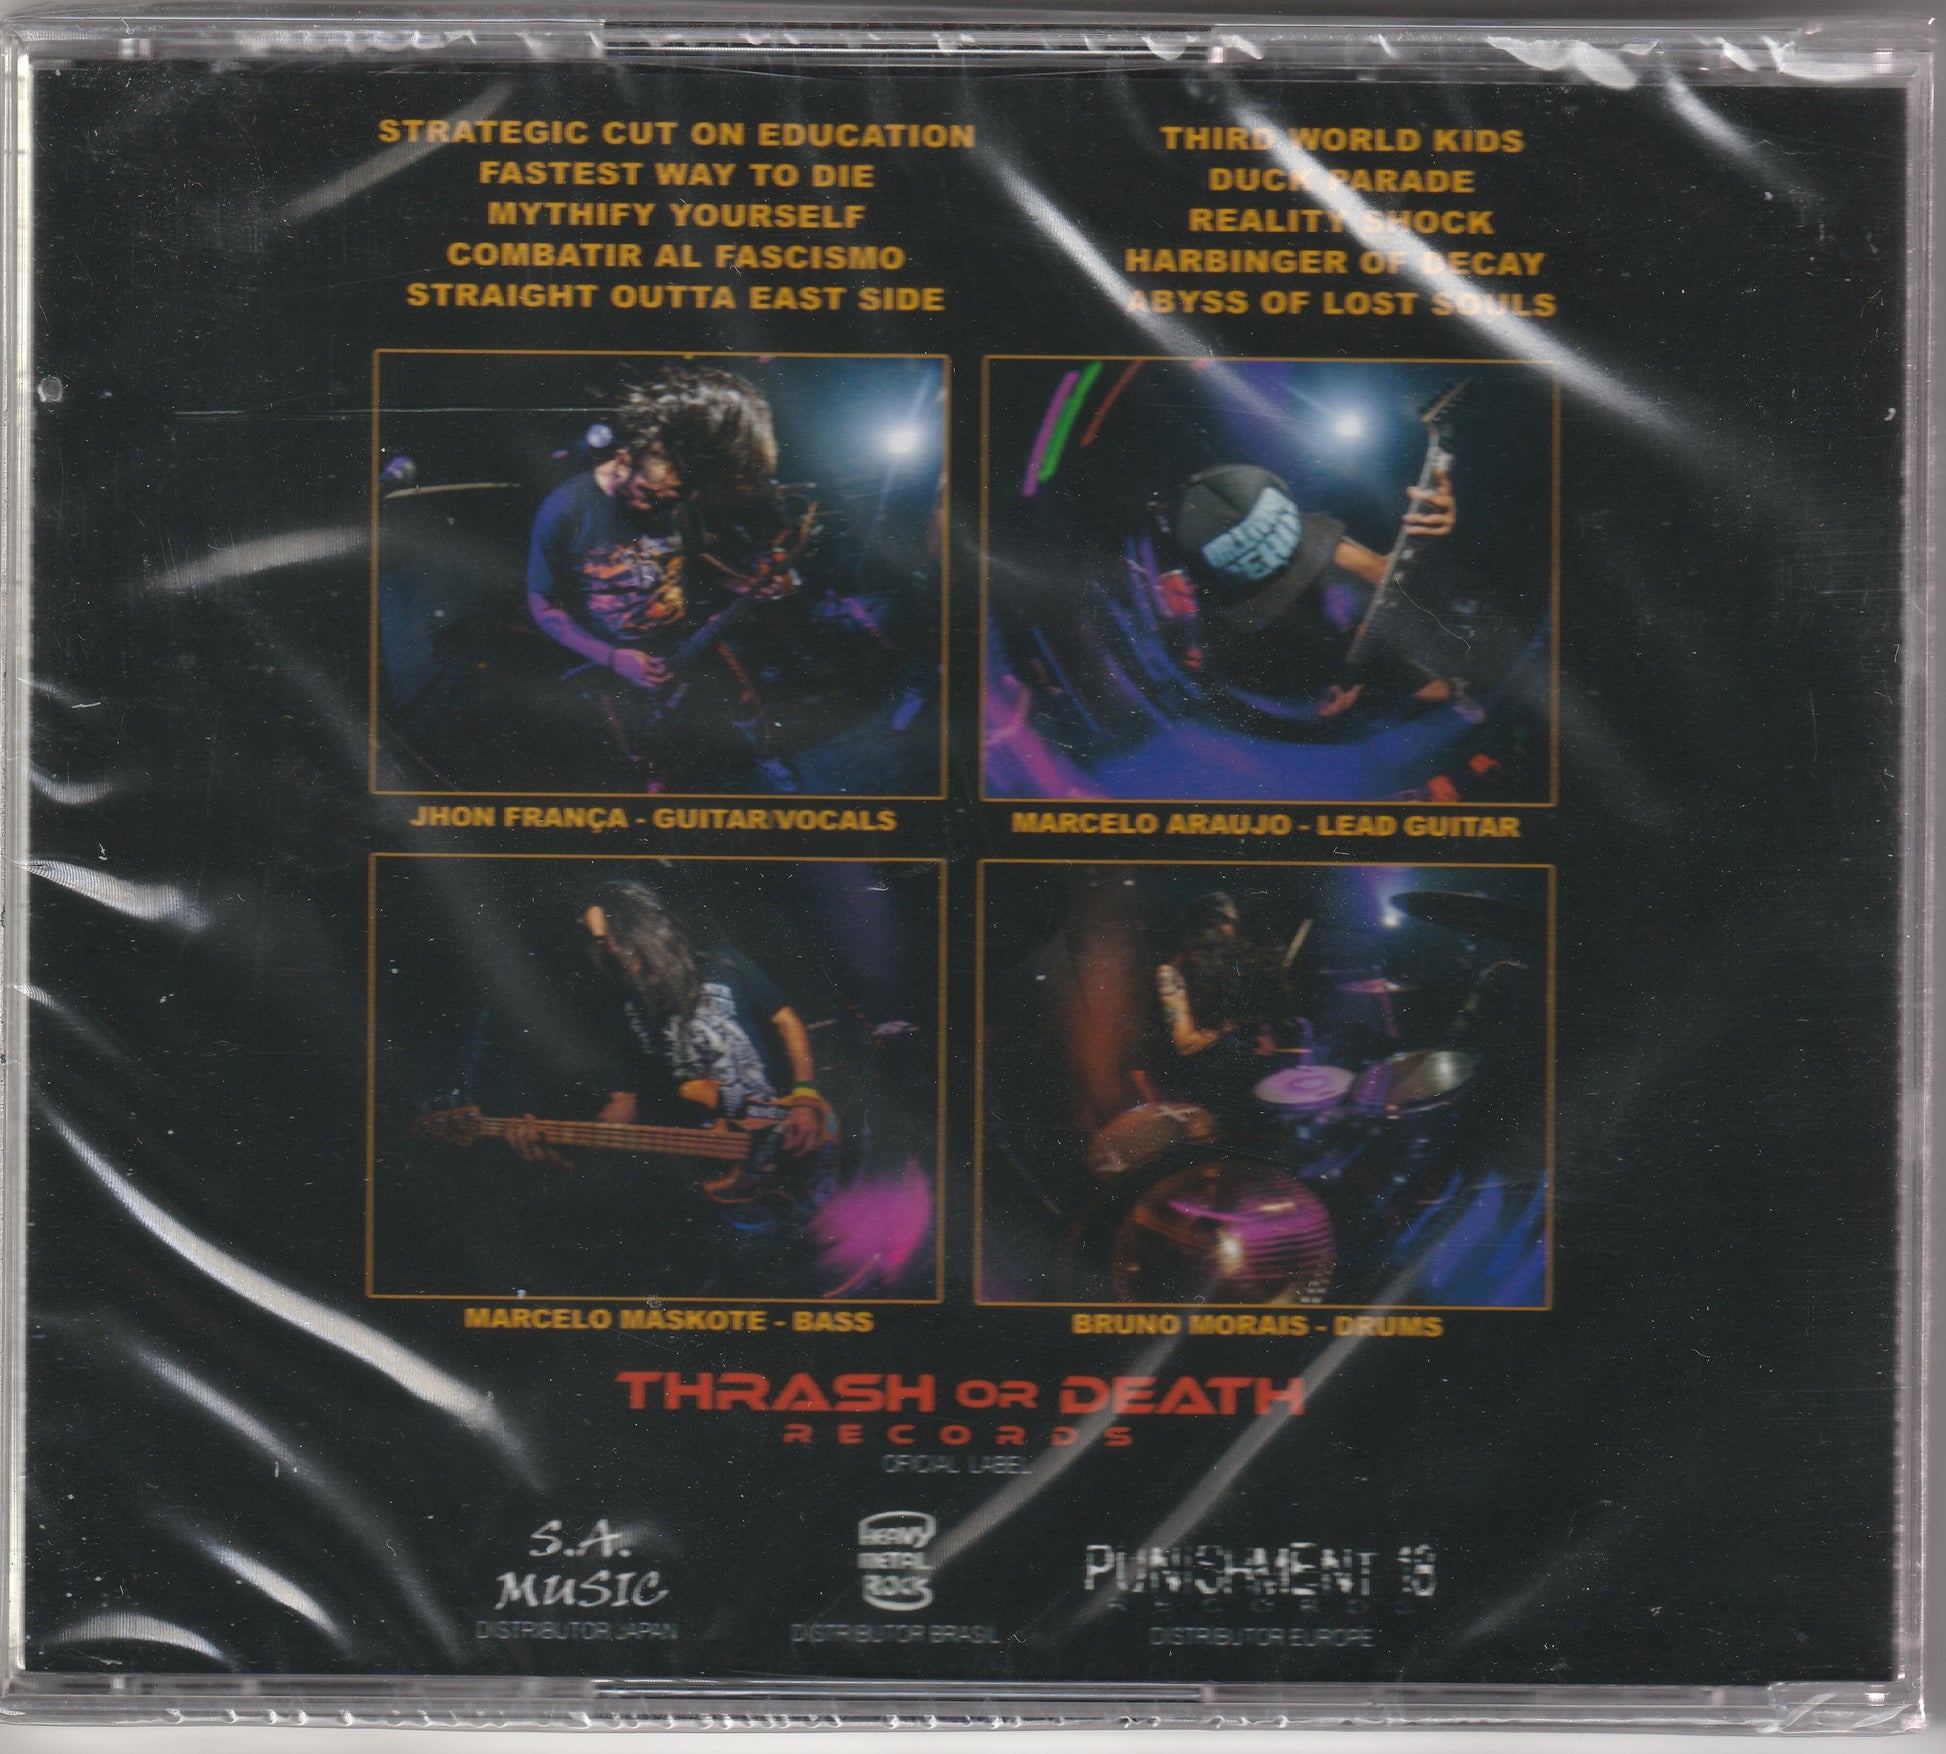 STRATEGIC CUT ON EDUCATION
FASTEST WAY TO DIE
MYTHIFY YOURSELF
COMBATIR AL FASCISMO
STRAIGHT OUTTA EAST SIDE
THIRD WORLD KIDS
DUCK PARADE
REALITY SHOCK
HARBINGER OF DECAY
ABYSS OF LOST SOULS
JHON FRANÇA - GUITAR/VOCALS
MARCELO ARAUJO - LEAD GUITAR
MARCELO MASKOTE - BASS
BRUNO MORAIS - DRUMS
THRASH OR DEATH
RECORDS
OFICIAL LABEL
S.A.
MUSIC
DISTRIBUTOR JAPAN
HEAVY
METAL
ROCK
DISTRIBUTOR BRASIL
PUNISHMENT 18
RECORDS
DISTRIBUTOR EUROPE